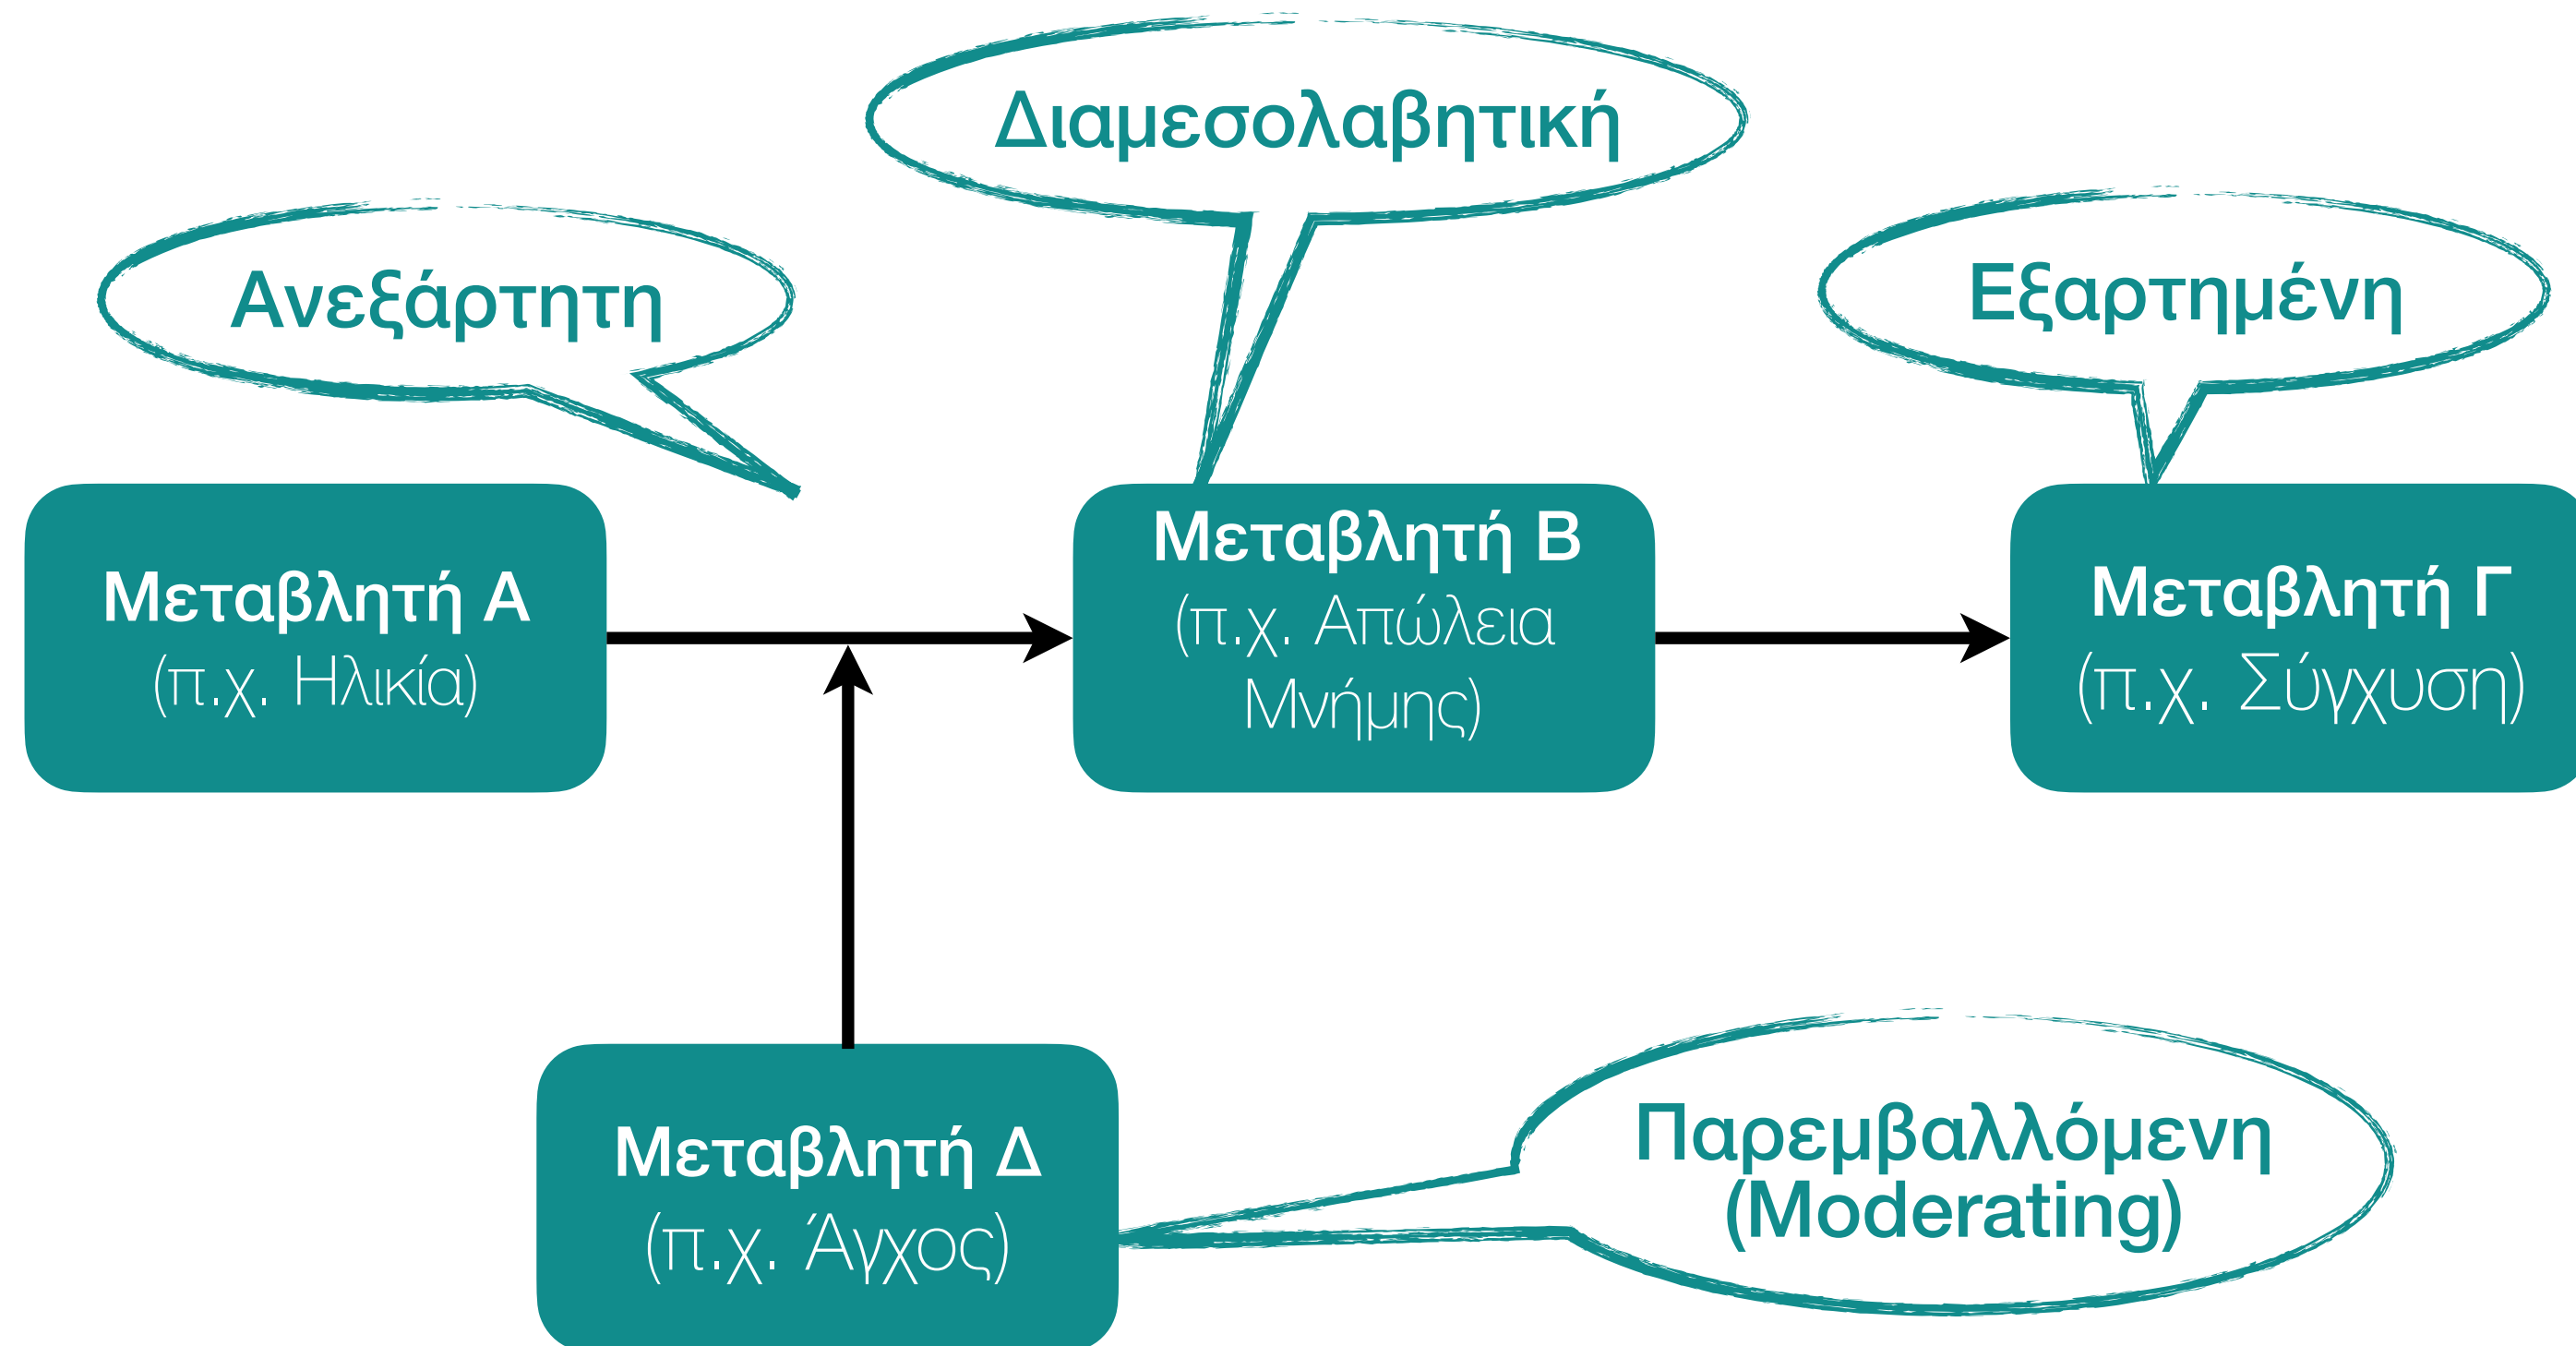 Διαμεσολαβητική
Ανεξάρτητη
Εξαρτημένη
Μεταβλητή Α
(π.χ. Ηλικία)
Μεταβλητή Β
(π.χ. Απώλεια
Μνήμης)
Μεταβλητή Γ
(π.χ. Σύγχυση)
Μεταβλητή Δ
(π.χ. Άγχος)
Παρεμβαλλόμενη
(Moderating)